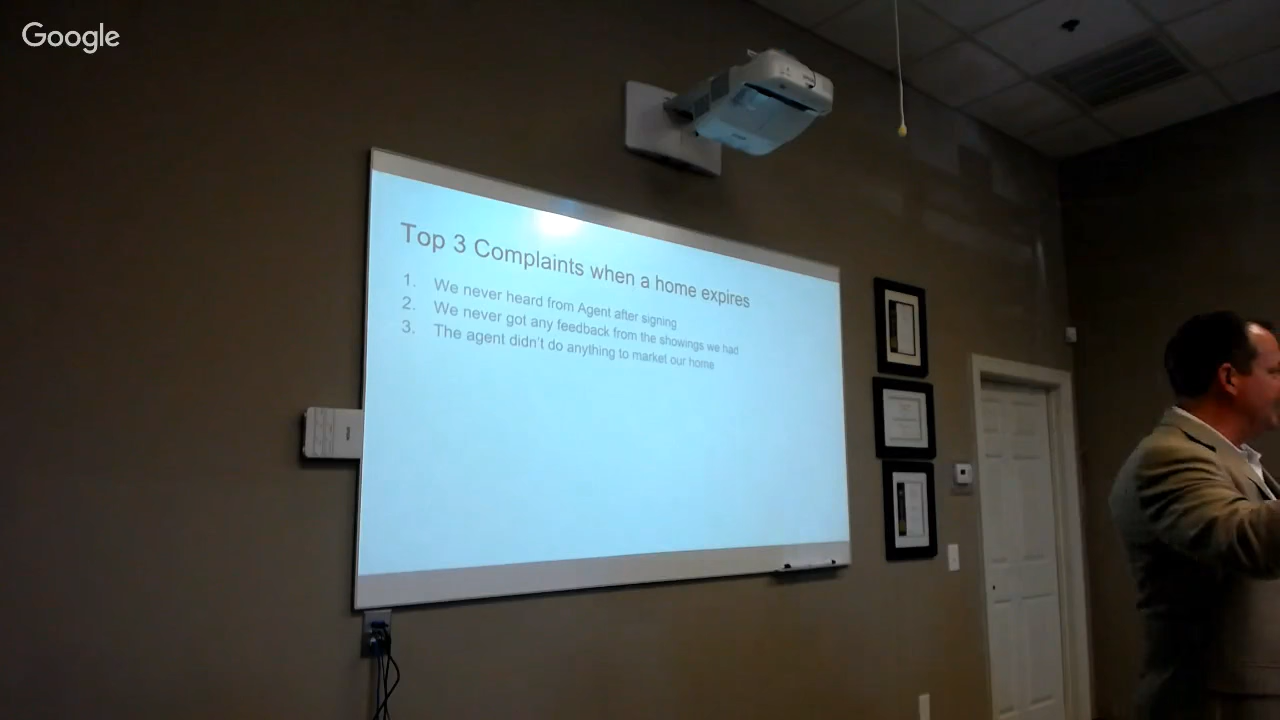 Google
Top 3 Complaints when a home expires
1. We never heard from Agent after signing
2. We never got any feedback from the showings we had
3. The agent didn't do anything to market our home